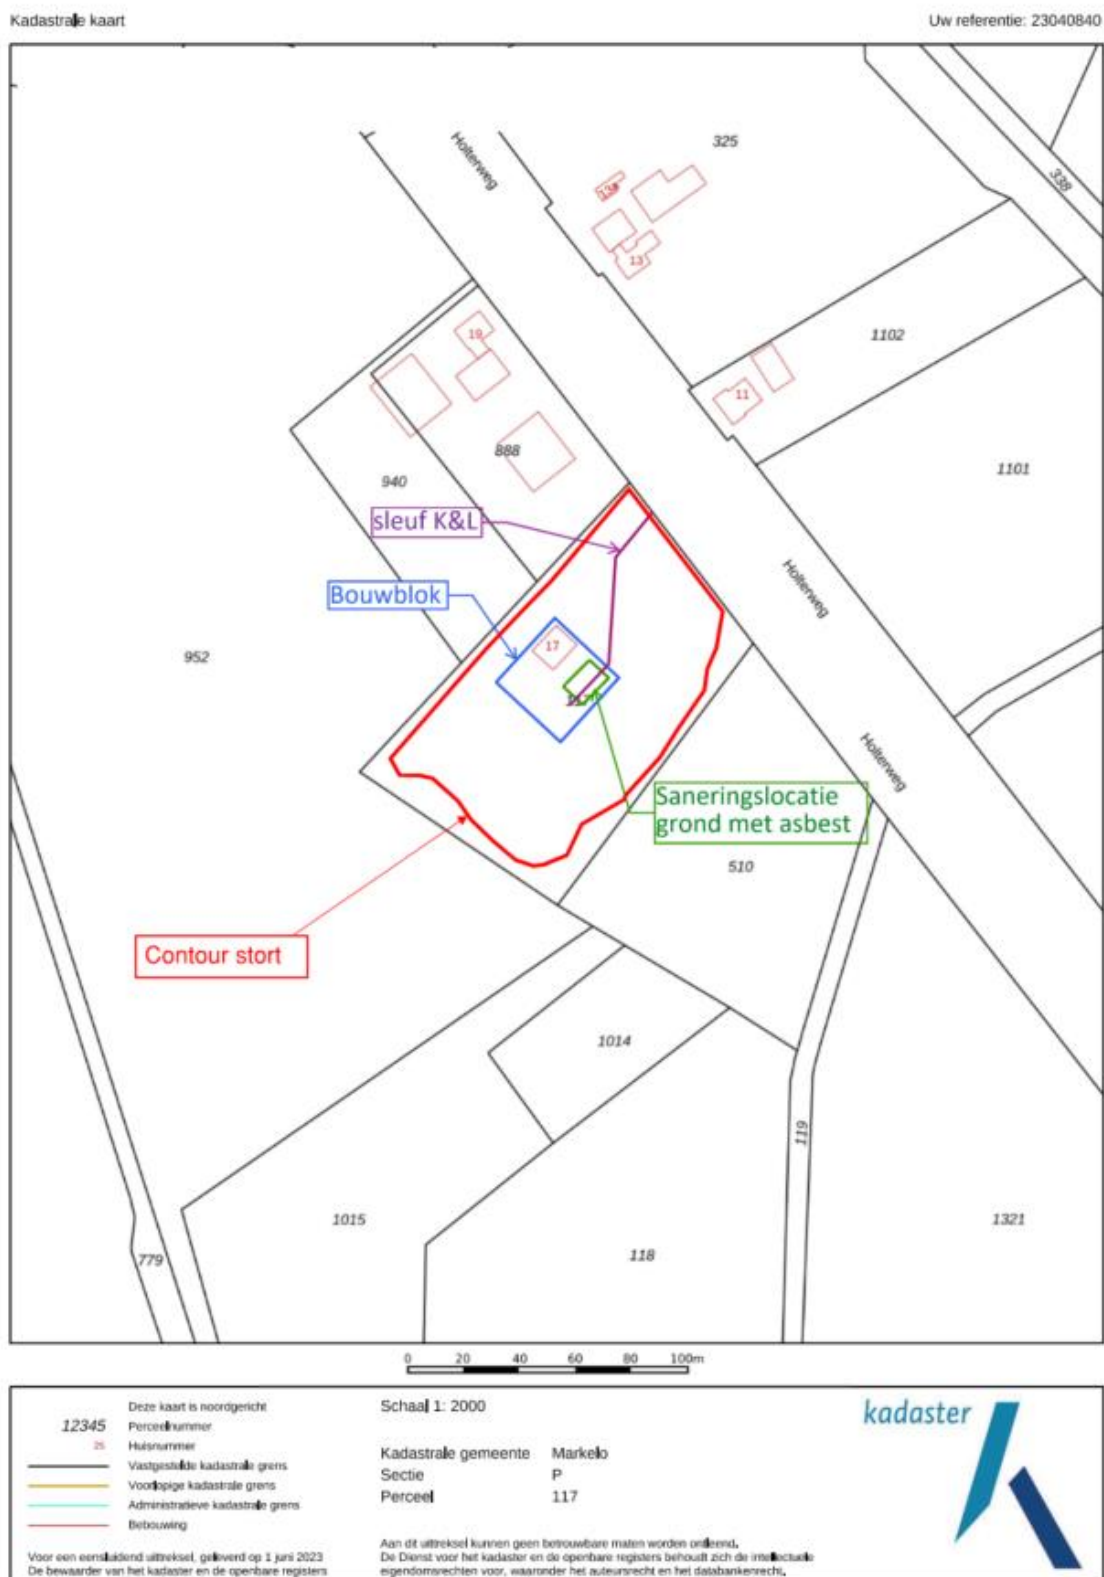 Kadastrale kaart
Uw referentie: 23040840
Holterweg
325
338
13a
13
1102
19
11
888
1101
940
sleuf K&L
Holterweg
Bouwblok
17
952
Holterweg
Saneringslocatie
grond met asbest
510
Contour stort
1014
119
1015
1321
118
779
0 20 40 60 80 100m
Deze kaart is noordgericht
12345 Perceelnummer
25 Huisnummer
Vastgestelde kadastrale grens
Voorlopige kadastrale grens
Administratieve kadastrale grens
Bebouwing
Voor een eensluidend uittreksel, geleverd op 1 juni 2023
De bewaarder van het kadaster en de openbare registers
Schaal 1: 2000
Kadastrale gemeente Markelo
Sectie P
Perceel 117
Aan dit uittreksel kunnen geen betrouwbare maten worden ontleend.
De Dienst voor het kadaster en de openbare registers behoudt zich de intellectuele
eigendomsrechten voor, waaronder het auteursrecht en het databankenrecht.
kadaster